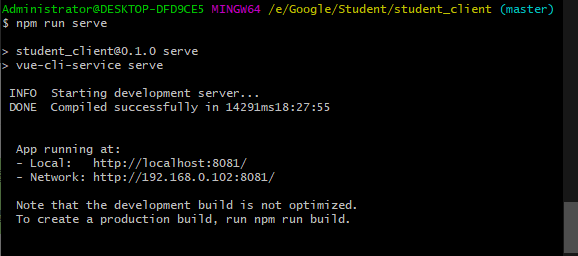 Administrator@DESKTOP-DFD9CE5 MINGW64 /e/Google/Student/student_client (master)
$ npm run serve
> student_client@0.1.0 serve
> vue-cli-service serve
INFO  Starting development server...
DONE  Compiled successfully in 14291ms18:27:55
App running at:
- Local:   http://localhost:8081/
- Network: http://192.168.0.102:8081/
Note that the development build is not optimized.
To create a production build, run npm run build.